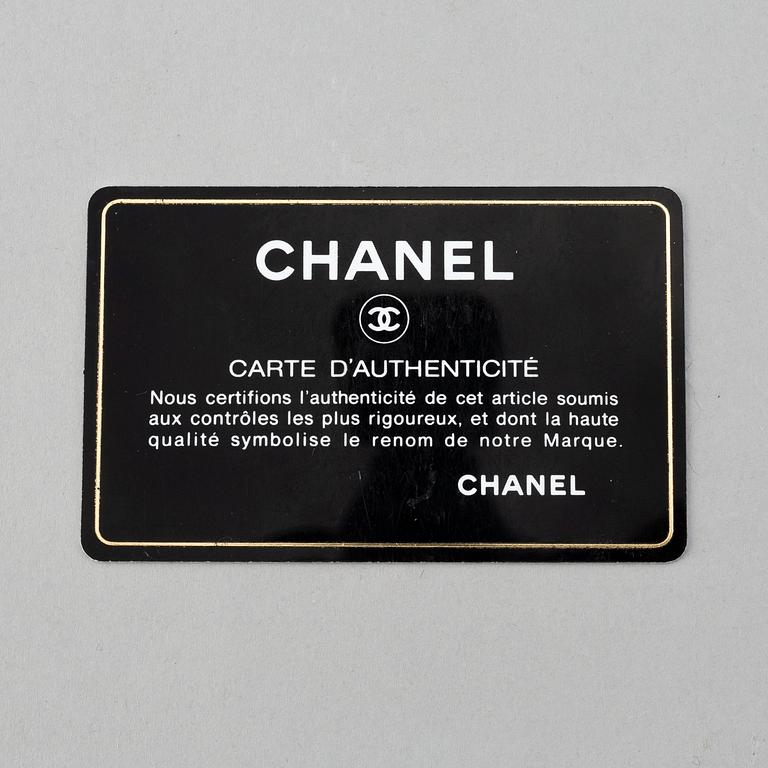 CHANEL
CARTE D'AUTHENTICITÉ
Nous certifions l'authenticité de cet article soumis
aux contrôles les plus rigoureux, et dont la haute
qualité symbolise le renom de notre Marque.
CHANEL